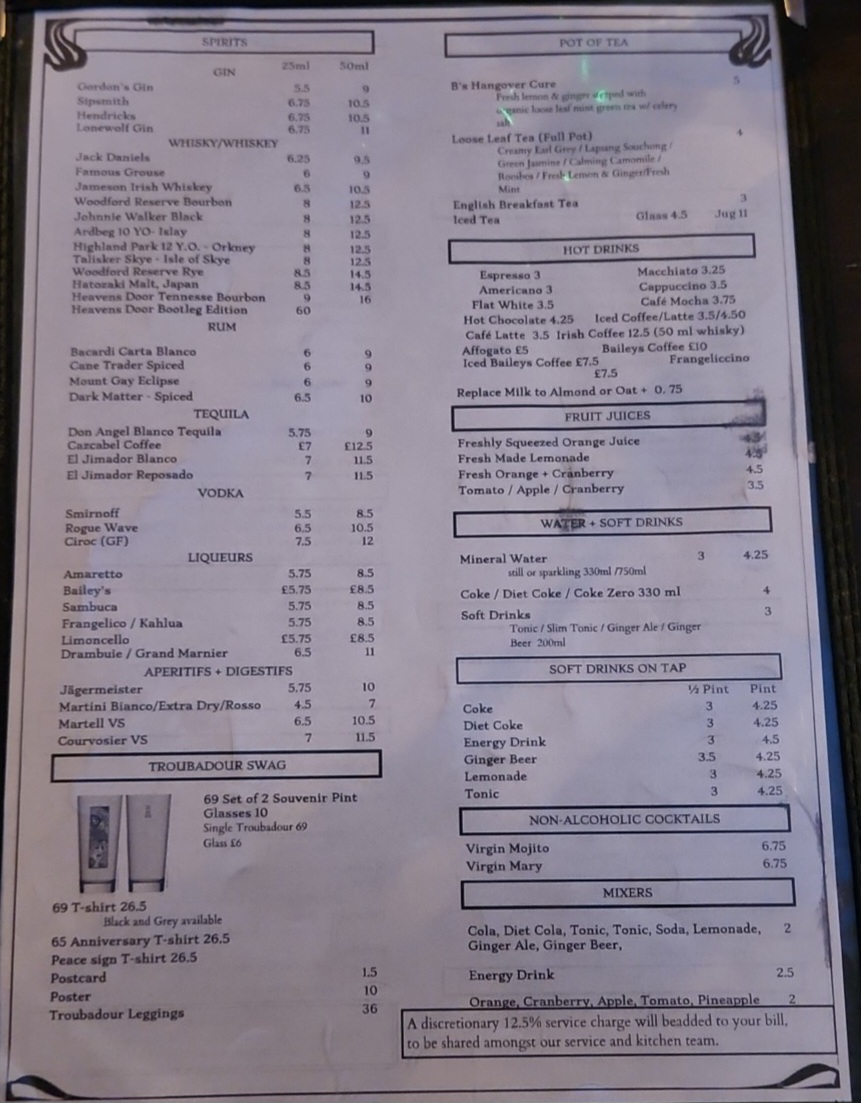 SPIRITS
GIN 25ml 50ml
Gordon's Gin 5.5 9
Sipsmith 6.75 10.5
Hendricks 6.75 10.5
Lonewolf Gin 6.75 11
WHISKY/WHISKEY
Jack Daniels 6.25 9.5
Famous Grouse 6 9
Jameson Irish Whiskey 6.5 10.5
Woodford Reserve Bourbon 8 12.5
Johnnie Walker Black 8 12.5
Ardbeg 10 YO- Islay 8 12.5
Highland Park 12 Y.O. - Orkney 8 12.5
Talisker Skye - Isle of Skye 8 12.5
Woodford Reserve Rye 8.5 14.5
Hatozaki Malt, Japan 8.5 14.5
Heavens Door Tennesse Bourbon 9 16
Heavens Door Bootleg Edition 60
RUM
Bacardi Carta Blanco 6 9
Cane Trader Spiced 6 9
Mount Gay Eclipse 6 9
Dark Matter - Spiced 6.5 10
TEQUILA
Don Angel Blanco Tequila 5.75 9
Cazcabel Coffee £7 £12.5
El Jimador Blanco 7 11.5
El Jimador Reposado 7 11.5
VODKA
Smirnoff 5.5 8.5
Rogue Wave 6.5 10.5
Ciroc (GF) 7.5 12
LIQUEURS
Amaretto 5.75 8.5
Bailey's £5.75 £8.5
Sambuca 5.75 8.5
Frangelico / Kahlua 5.75 8.5
Limoncello £5.75 £8.5
Drambuie / Grand Marnier 6.5 11
APERITIFS + DIGESTIFS
Jägermeister 5.75 10
Martini Bianco/Extra Dry/Rosso 4.5 7
Martell VS 6.5 10.5
Courvosier VS 7 11.5
TROUBADOUR SWAG
69 Set of 2 Souvenir Pint
Glasses 10
Single Troubadour 69
Glass £6
69 T-shirt 26.5
Black and Grey available
65 Anniversary T-shirt 26.5
Peace sign T-shirt 26.5
Postcard 1.5
Poster 10
Troubadour Leggings 36
POT OF TEA
B's Hangover Cure 5
Fresh lemon & ginger with
organic loose leaf mint green tea w/ celery
salt
Loose Leaf Tea (Full Pot) 4
Creamy Earl Grey / Lapsang Souchong /
Green Jasmine / Calming Camomile /
Rooibos / Fresh Lemon & Ginger/Fresh
Mint
English Breakfast Tea 3
Iced Tea Glass 4.5 Jug 11
HOT DRINKS
Espresso 3 Macchiato 3.25
Americano 3 Cappuccino 3.5
Flat White 3.5 Café Mocha 3.75
Hot Chocolate 4.25 Iced Coffee/Latte 3.5/4.50
Café Latte 3.5 Irish Coffee 12.5 (50 ml whisky)
Affogato £5 Baileys Coffee £10
Iced Baileys Coffee £7.5 Frangeliccino
£7.5
Replace Milk to Almond or Oat + 0.75
FRUIT JUICES
Freshly Squeezed Orange Juice
Fresh Made Lemonade 4.5
Fresh Orange + Cranberry 4.5
Tomato / Apple / Cranberry 3.5
WATER + SOFT DRINKS
Mineral Water 3 4.25
still or sparkling 330ml /750ml
Coke / Diet Coke / Coke Zero 330 ml 4
Soft Drinks 3
Tonic / Slim Tonic / Ginger Ale / Ginger
Beer 200ml
SOFT DRINKS ON TAP
½ Pint Pint
Coke 3 4.25
Diet Coke 3 4.25
Energy Drink 3 4.5
Ginger Beer 3.5 4.25
Lemonade 3 4.25
Tonic 3 4.25
NON-ALCOHOLIC COCKTAILS
Virgin Mojito 6.75
Virgin Mary 6.75
MIXERS
Cola, Diet Cola, Tonic, Tonic, Soda, Lemonade, 2
Ginger Ale, Ginger Beer,
Energy Drink 2.5
Orange, Cranberry, Apple, Tomato, Pineapple 2
A discretionary 12.5% service charge will beadded to your bill,
to be shared amongst our service and kitchen team.